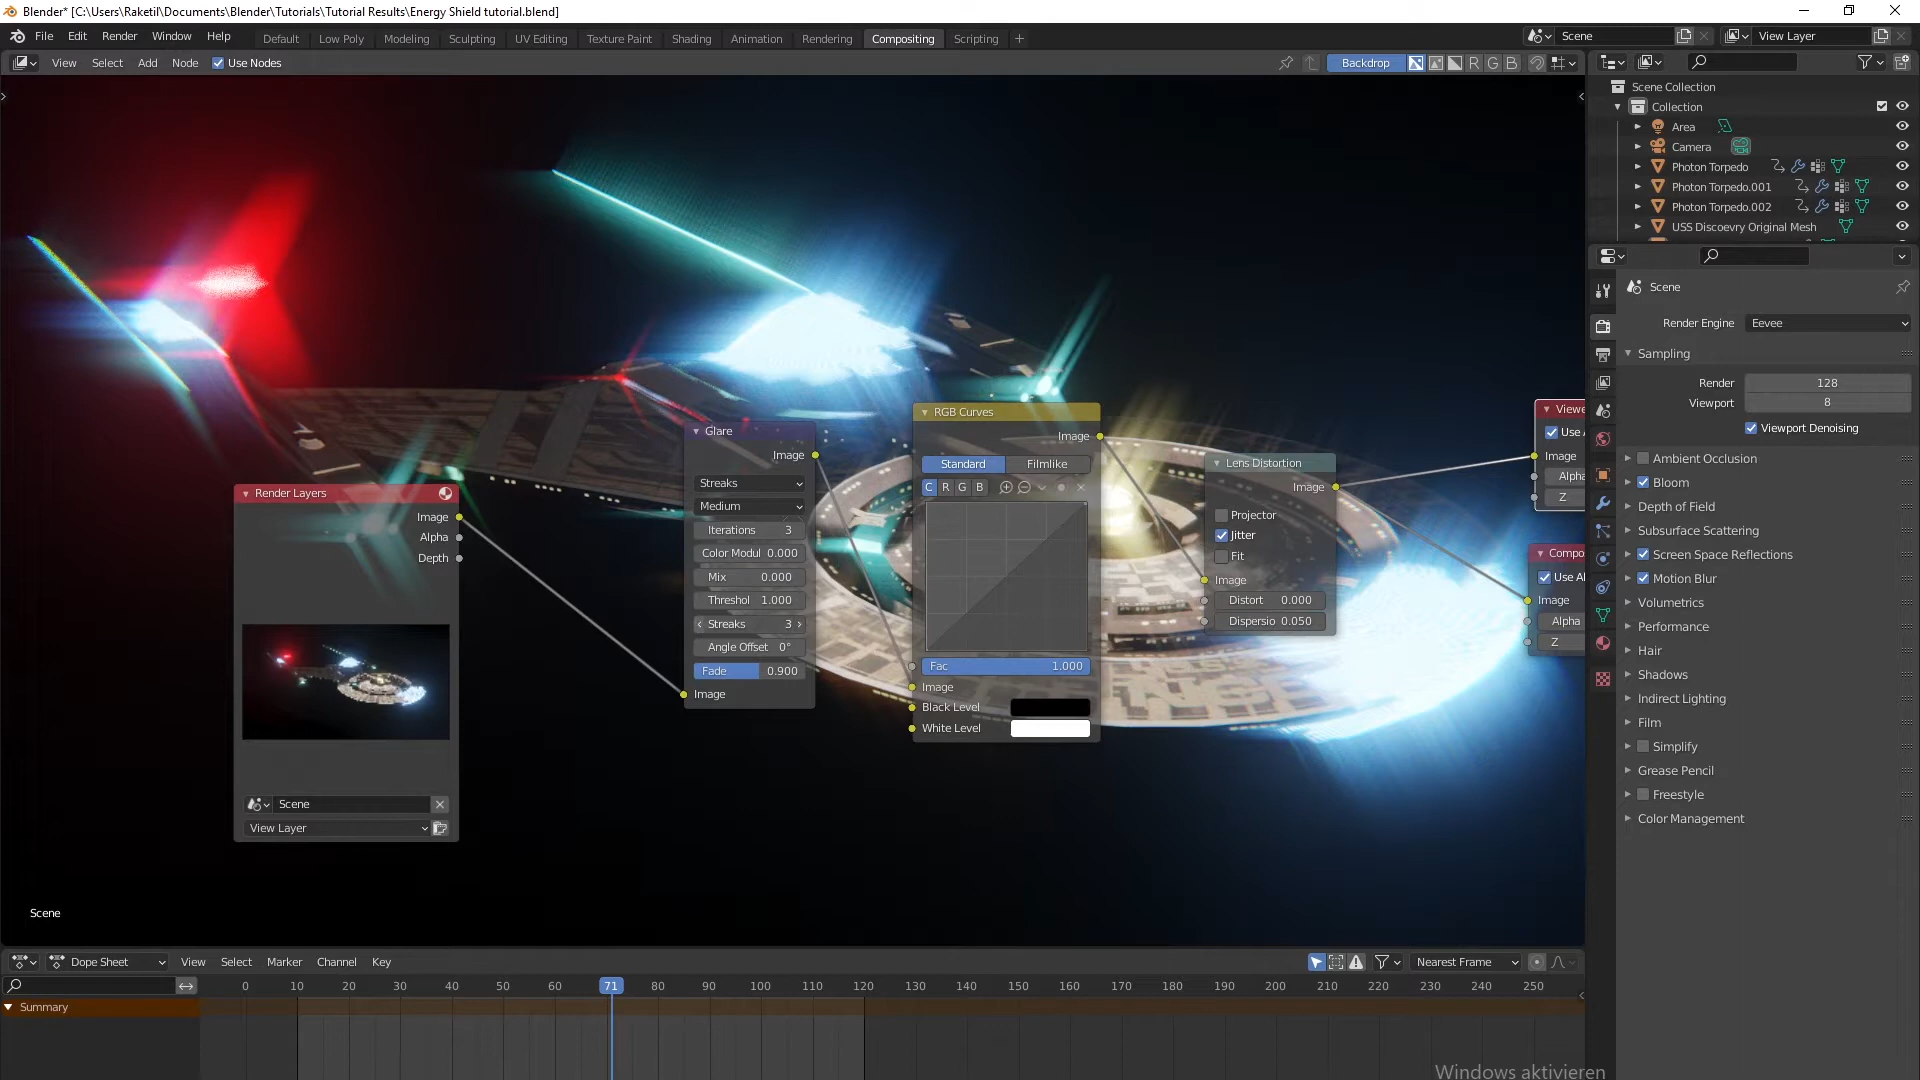 Blender* [C:\Users\Raketil\Documents\Blender\Tutorials\Tutorial Results\Energy Shield tutorial.blend]
File Edit Render Window Help Default Low Poly Modeling Sculpting UV Editing Texture Paint Shading Animation Rendering Compositing Scripting + Scene View Layer
View Select Add Node Use Nodes Backdrop R G B
Scene Collection
Collection
Area
Camera
Photon Torpedo
Photon Torpedo.001
Photon Torpedo.002
USS Discoevry Original Mesh
Scene
Render Engine Eevee
Sampling
Render 128
Viewport 8
Viewport Denoising
Ambient Occlusion
Bloom
Depth of Field
Subsurface Scattering
Screen Space Reflections
Motion Blur
Volumetrics
Performance
Hair
Shadows
Indirect Lighting
Film
Simplify
Grease Pencil
Freestyle
Color Management
Render Layers
Image
Alpha
Depth
Scene
View Layer
Glare
Image
Streaks
Medium
Iterations 3
Color Modul 0.000
Mix 0.000
Threshol 1.000
Streaks 3
Angle Offset 0°
Fade 0.900
Image
RGB Curves
Image
Standard Filmlike
C R G B
Fac 1.000
Image
Black Level
White Level
Lens Distortion
Image
Projector
Jitter
Fit
Image
Distort 0.000
Dispersio 0.050
Viewe
Use A
Image
Alpha
Z
Compo
Use Al
Image
Alpha
Z
Scene
Dope Sheet View Select Marker Channel Key Nearest Frame
0 10 20 30 40 50 60 71 80 90 100 110 120 130 140 150 160 170 180 190 200 210 220 230 240 250
Summary
Windows aktivieren